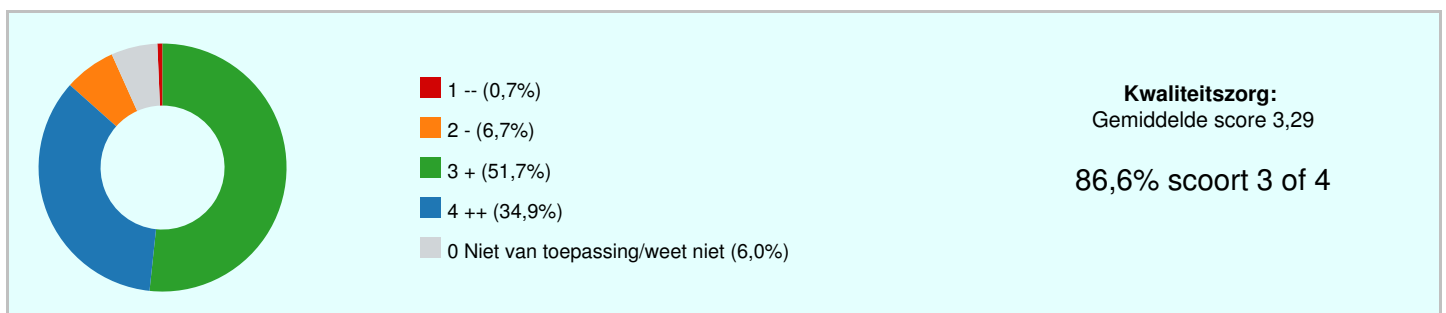 1 -- (0,7%)
2 - (6,7%)
3 + (51,7%)
4 ++ (34,9%)
0 Niet van toepassing/weet niet (6,0%)
Kwaliteitszorg:
Gemiddelde score 3,29
86,6% scoort 3 of 4